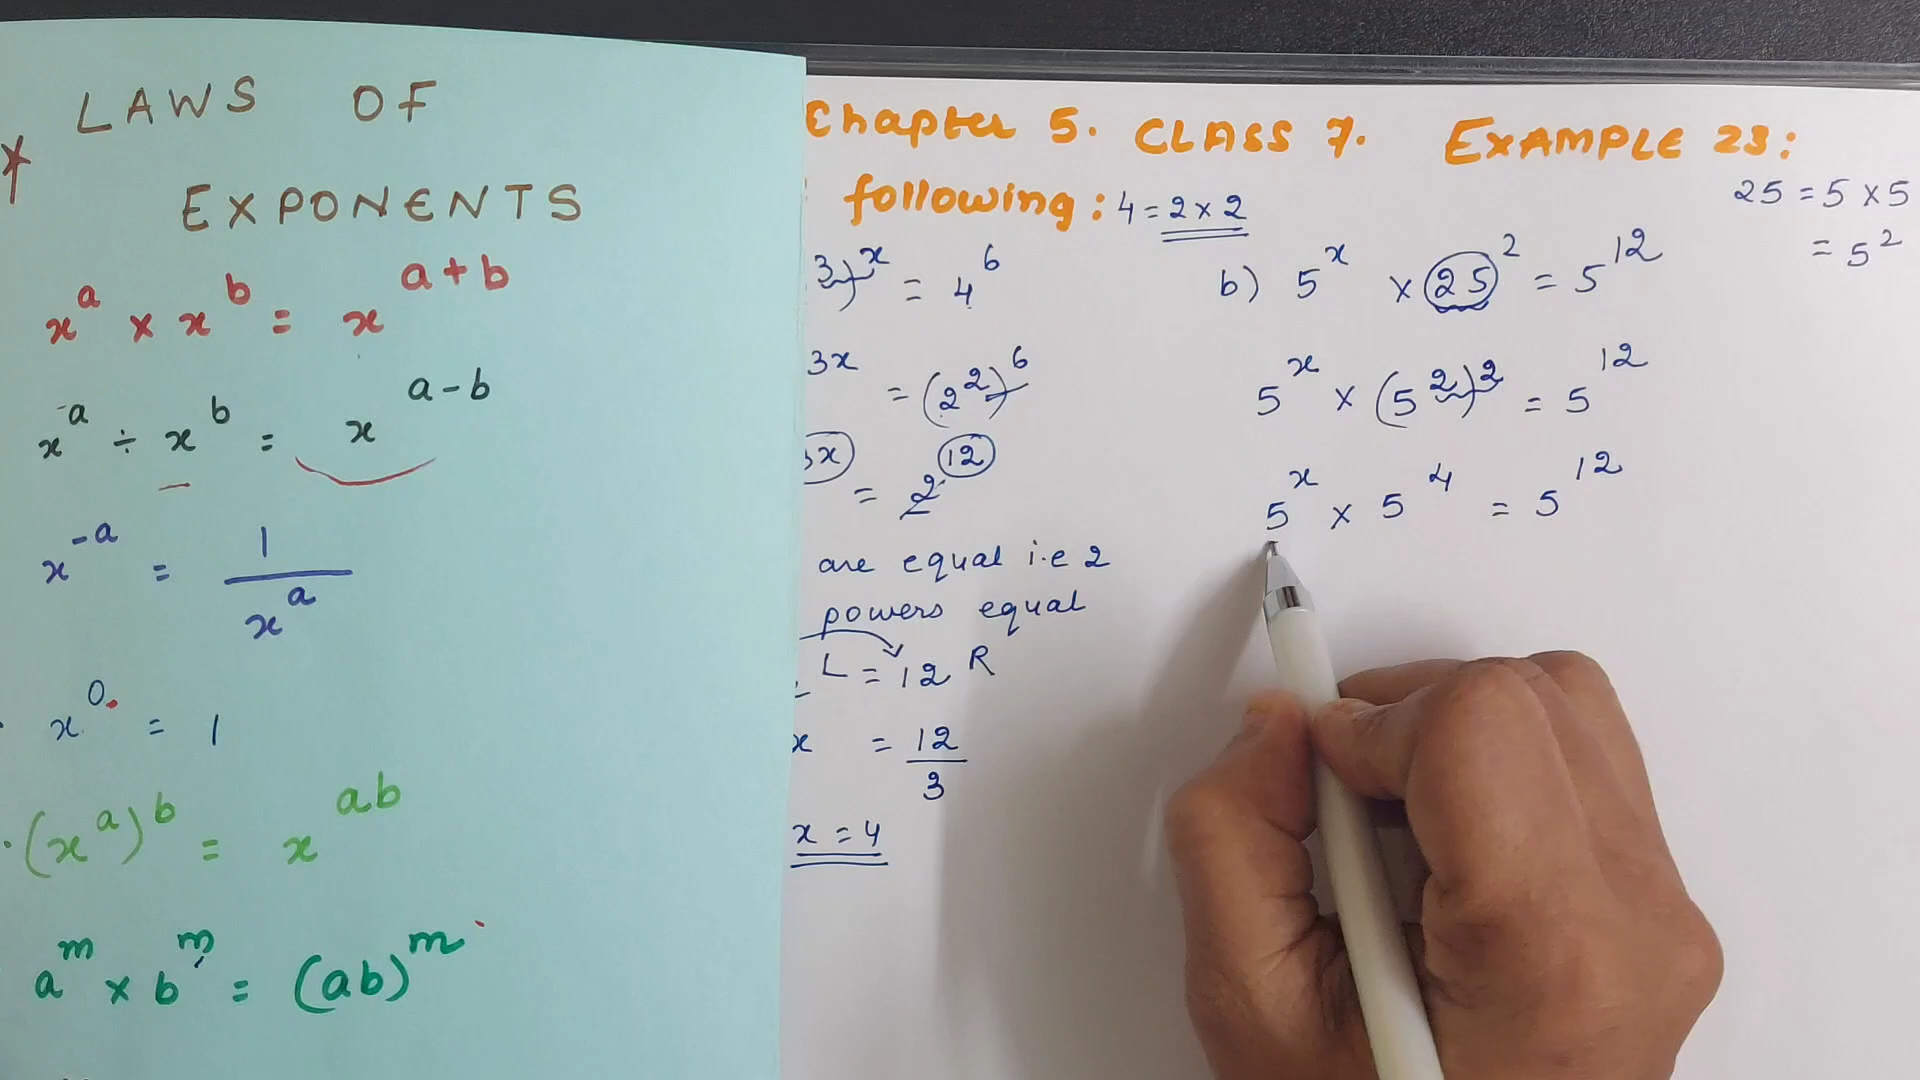 LAWS OF
EXPONENTS
x^a × x^b = x^(a+b)
x^a ÷ x^b = x^(a-b)
x^(-a) = 1/x^a
x^0 = 1
(x^a)^b = x^(ab)
a^m × b^m = (ab)^m
Chapter 5. CLASS 7. EXAMPLE 23:
following: 4 = 2 × 2
3)^x = 4^6
3x = (2^2)^6
3x = 2^12
are equal i.e 2
powers equal
L = 12 R
x = 12/3
x = 4
25 = 5 × 5
= 5^2
b) 5^x × 25^2 = 5^12
5^x × (5^2)^2 = 5^12
5^x × 5^4 = 5^12